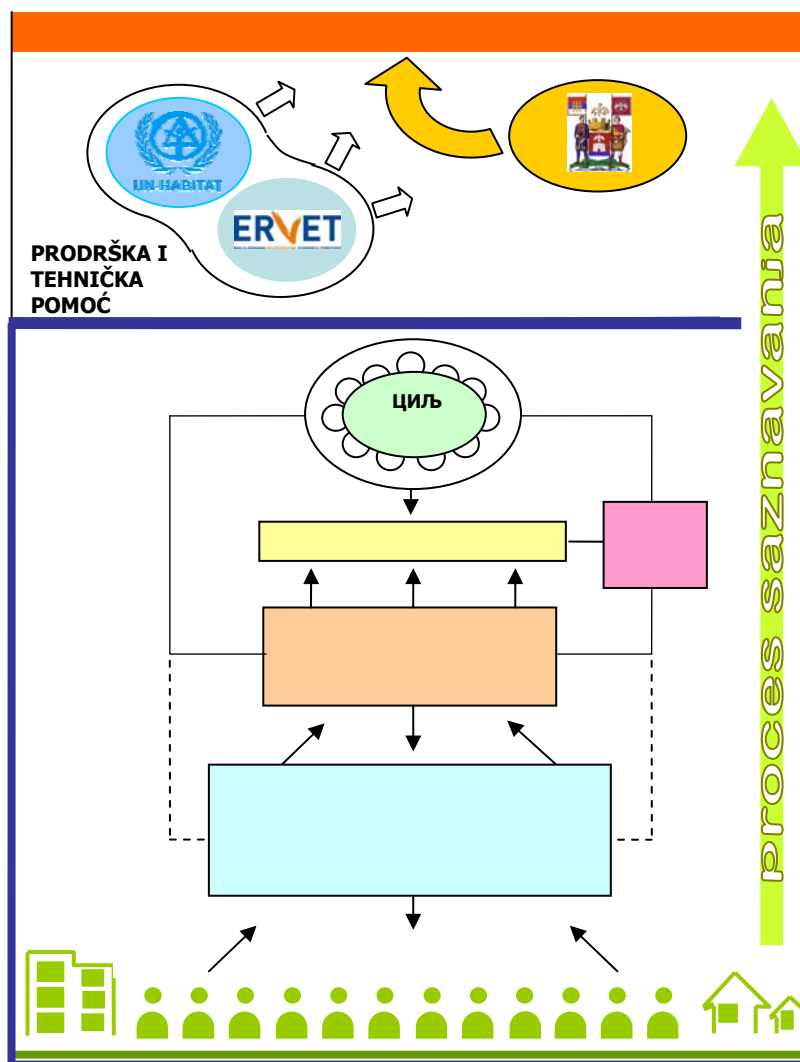 UN-HABITAT
ERVET
PRODRŠKA I
TEHNIČKA
POMOĆ
ЦИЉ
proces saznavanja